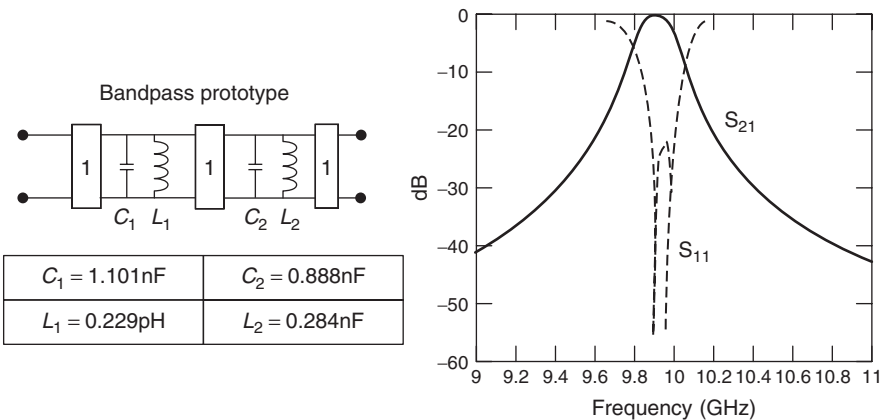 Bandpass prototype
1
1
1
C₁ L₁
C₂ L₂
C₁ = 1.101nF
C₂ = 0.888nF
L₁ = 0.229pH
L₂ = 0.284nF
0
−10
−20
−30
−40
−50
−60
dB
S₂₁
S₁₁
9 9.2 9.4 9.6 9.8 10 10.2 10.4 10.6 10.8 11
Frequency (GHz)